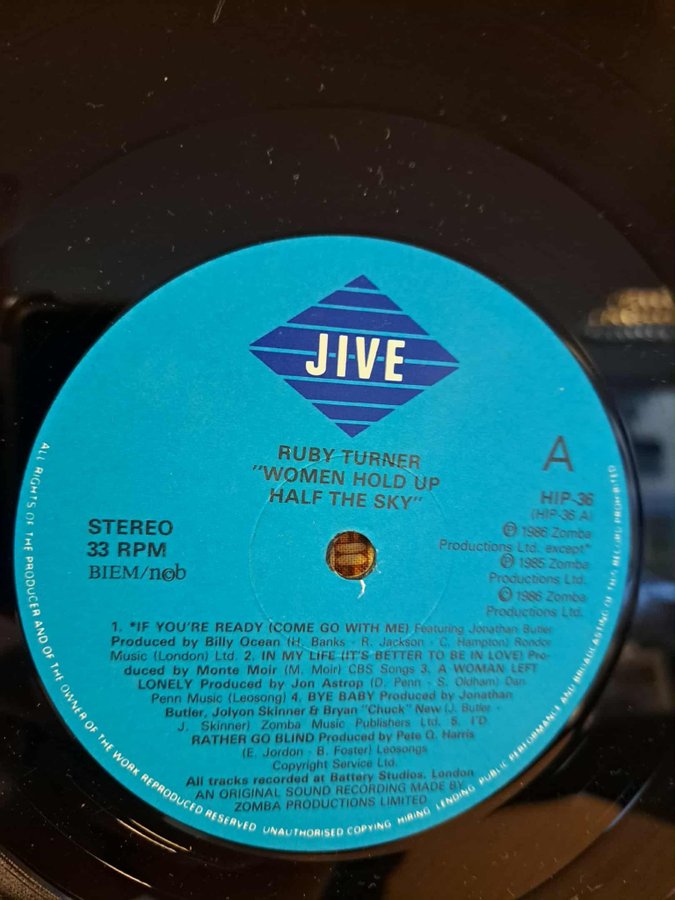 JIVE
RUBY TURNER
"WOMEN HOLD UP
HALF THE SKY"
A
STEREO
33 RPM
BIEM/ncb
HIP-36
(HIP-36 A)
Ⓟ 1986 Zomba
Productions Ltd. except*
Ⓟ 1985 Zomba
Productions Ltd.
© 1986 Zomba
Productions Ltd.
1. *IF YOU'RE READY (COME GO WITH ME) Featuring Jonathan Butler
Produced by Billy Ocean (H. Banks - R. Jackson - C. Hampton) Rondor
Music (London) Ltd. 2. IN MY LIFE (IT'S BETTER TO BE IN LOVE) Pro-
duced by Monte Moir (M. Moir) CBS Songs 3. A WOMAN LEFT
LONELY Produced by Jon Astrop (D. Penn - S. Oldham) Dan
Penn Music (Leosong) 4. BYE BABY Produced by Jonathan
Butler, Jolyon Skinner & Bryan "Chuck" New (J. Butler -
J. Skinner) Zomba Music Publishers Ltd. 5. I'D
RATHER GO BLIND Produced by Pete Q. Harris
(E. Jordon - B. Foster) Leosongs
Copyright Service Ltd.
All tracks recorded at Battery Studios. London
AN ORIGINAL SOUND RECORDING MADE BY
ZOMBA PRODUCTIONS LIMITED
ALL RIGHTS OF THE PRODUCER AND OF THE OWNER OF THE WORK REPRODUCED RESERVED UNAUTHORISED COPYING HIRING LENDING PUBLIC PERFORMANCE AND BROADCASTING OF THIS RECORD PROHIBITED